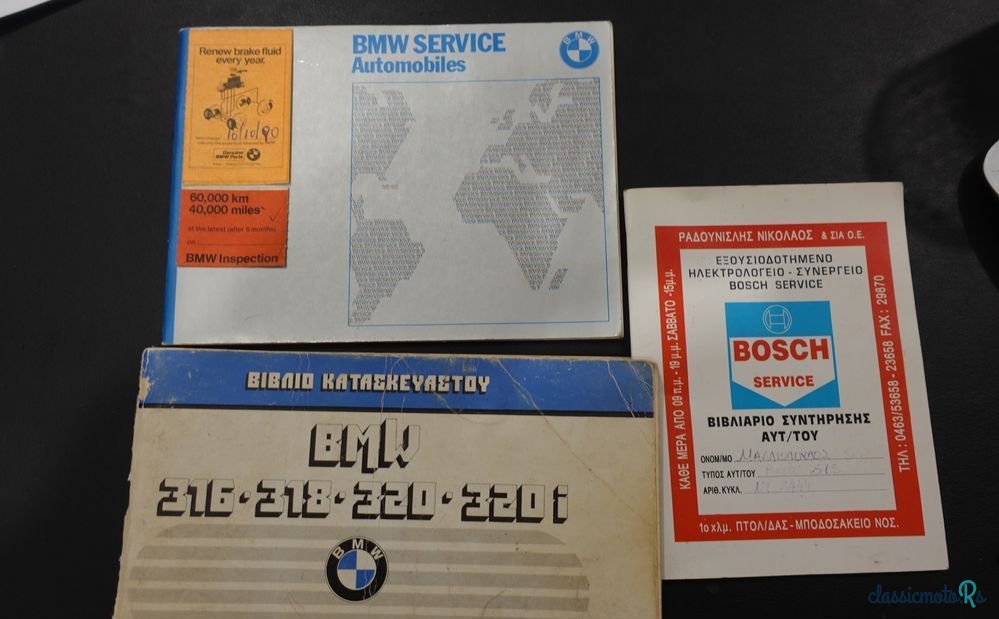 Renew brake fluid
every year.
10/10/90
Genuine
BMW Parts
60,000 km
40,000 miles
at the latest (after 6 months)
on
BMW Inspection
BMW SERVICE
Automobiles
BMW
ΒΙΒΛΙΟ ΚΑΤΑΣΚΕΥΑΣΤΟΥ
BMW
316·318·320·320i
BMW
ΡΑΔΟΥΝΙΣΛΗΣ ΝΙΚΟΛΑΟΣ & ΣΙΑ Ο.Ε.
ΕΞΟΥΣΙΟΔΟΤΗΜΕΝΟ
ΗΛΕΚΤΡΟΛΟΓΕΙΟ - ΣΥΝΕΡΓΕΙΟ
BOSCH SERVICE
BOSCH
SERVICE
ΒΙΒΛΙΑΡΙΟ ΣΥΝΤΗΡΗΣΗΣ
ΑΥΤ/ΤΟΥ
ΟΝΟΜ/ΜΟ
ΤΥΠΟΣ ΑΥΤ/ΤΟΥ
ΑΡΙΘ. ΚΥΚΛ.
ΚΑΘΕ ΜΕΡΑ ΑΠΟ 09 π.μ. - 19 μ.μ. ΣΑΒΒΑΤΟ -15μ.μ.
ΤΗΛ : 0463/53658 - 23658 FAX : 29870
1ο χλμ. ΠΤΟΛ/ΔΑΣ - ΜΠΟΔΟΣΑΚΕΙΟ ΝΟΣ.
classicmotoRs